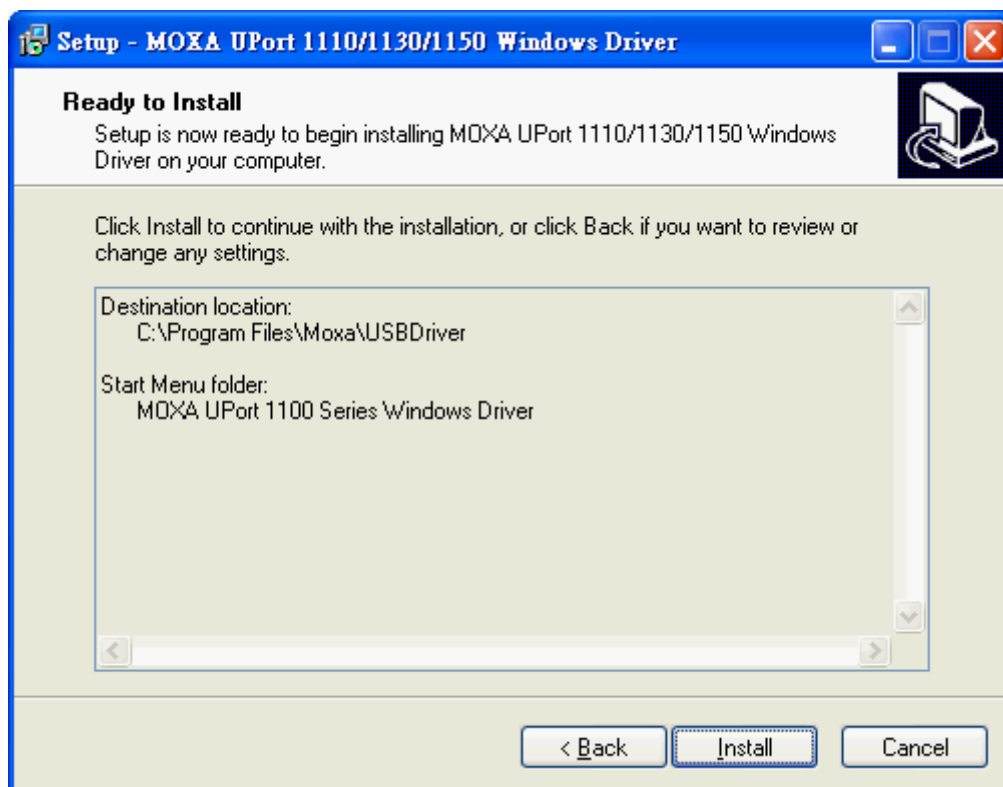 Setup - MOXA UPort 1110/1130/1150 Windows Driver
Ready to Install
Setup is now ready to begin installing MOXA UPort 1110/1130/1150 Windows
Driver on your computer.
Click Install to continue with the installation, or click Back if you want to review or
change any settings.
Destination location:
C:\Program Files\Moxa\USBDriver
Start Menu folder:
MOXA UPort 1100 Series Windows Driver
< Back
Install
Cancel